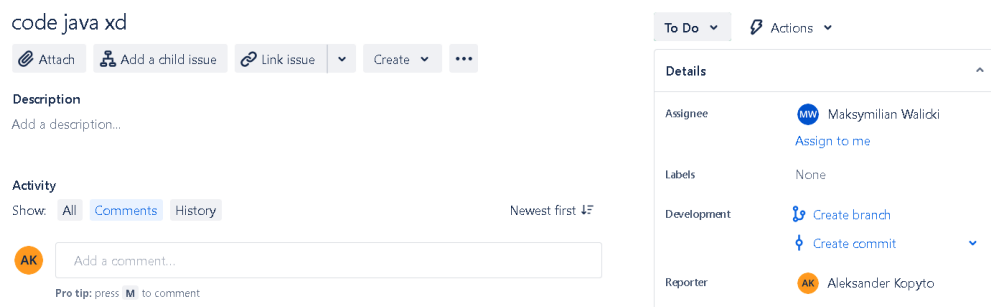 code java xd
To Do
Actions
Attach
Add a child issue
Link issue
Create
Details
Description
Add a description...
Assignee
MW Maksymilian Walicki
Assign to me
Labels
None
Activity
Show: All Comments History
Newest first
Development
Create branch
Create commit
AK
Add a comment...
Pro tip: press M to comment
Reporter
AK Aleksander Kopyto